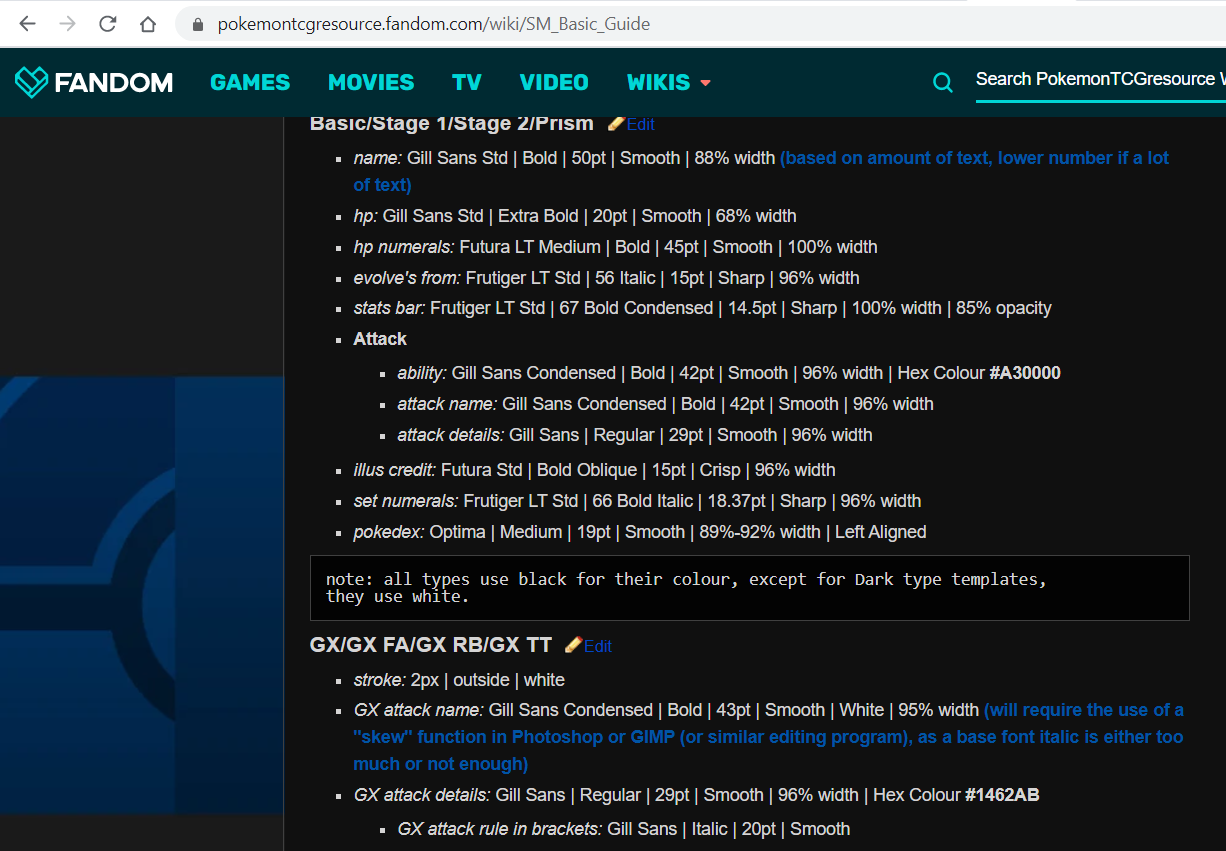 pokemontcgresource.fandom.com/wiki/SM_Basic_Guide
FANDOM GAMES MOVIES TV VIDEO WIKIS Search PokemonTCGresource W
Basic/Stage 1/Stage 2/Prism Edit
name: Gill Sans Std | Bold | 50pt | Smooth | 88% width (based on amount of text, lower number if a lot
of text)
hp: Gill Sans Std | Extra Bold | 20pt | Smooth | 68% width
hp numerals: Futura LT Medium | Bold | 45pt | Smooth | 100% width
evolve's from: Frutiger LT Std | 56 Italic | 15pt | Sharp | 96% width
stats bar: Frutiger LT Std | 67 Bold Condensed | 14.5pt | Sharp | 100% width | 85% opacity
Attack
ability: Gill Sans Condensed | Bold | 42pt | Smooth | 96% width | Hex Colour #A30000
attack name: Gill Sans Condensed | Bold | 42pt | Smooth | 96% width
attack details: Gill Sans | Regular | 29pt | Smooth | 96% width
illus credit: Futura Std | Bold Oblique | 15pt | Crisp | 96% width
set numerals: Frutiger LT Std | 66 Bold Italic | 18.37pt | Sharp | 96% width
pokedex: Optima | Medium | 19pt | Smooth | 89%-92% width | Left Aligned
note: all types use black for their colour, except for Dark type templates,
they use white.
GX/GX FA/GX RB/GX TT Edit
stroke: 2px | outside | white
GX attack name: Gill Sans Condensed | Bold | 43pt | Smooth | White | 95% width (will require the use of a
"skew" function in Photoshop or GIMP (or similar editing program), as a base font italic is either too
much or not enough)
GX attack details: Gill Sans | Regular | 29pt | Smooth | 96% width | Hex Colour #1462AB
GX attack rule in brackets: Gill Sans | Italic | 20pt | Smooth